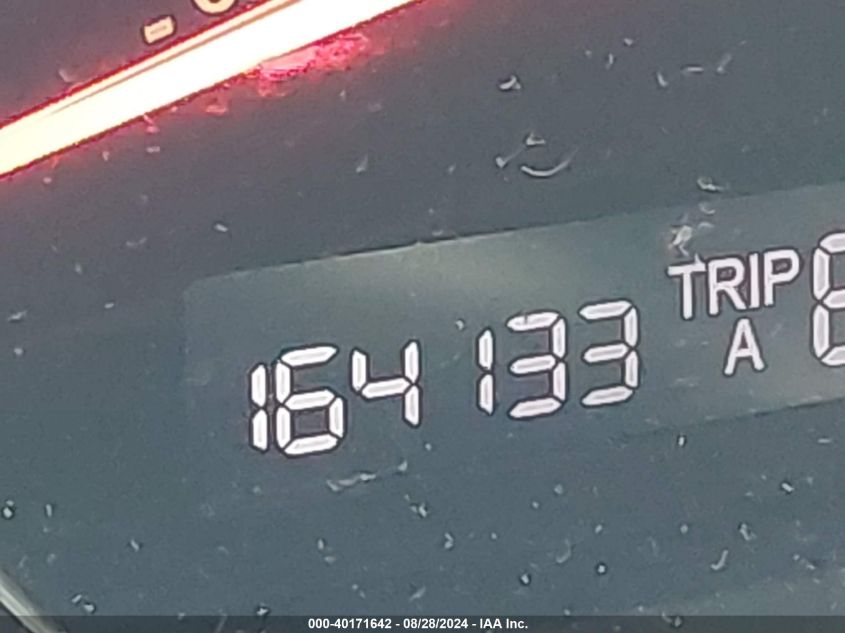 164133
TRIP
A
000-40171642 - 08/28/2024 - IAA Inc.